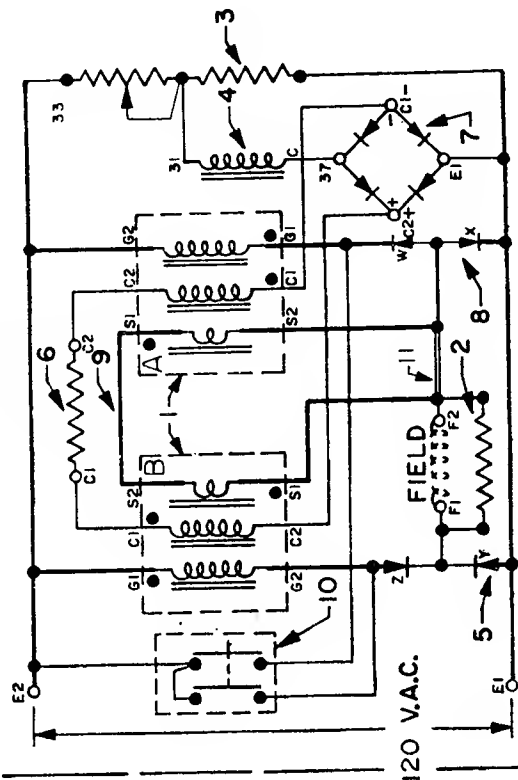 33
3
4
31
C
37
-
C1-
7
+
C2+
E1
G2
G1
C2
C1
S1
S2
A
W
X
8
6
C2
C1
9
1
B
S2
S1
C1
C2
G1
G2
11
2
FIELD
F2
F1
Z
Y
5
10
E2
E1
120 V.A.C.